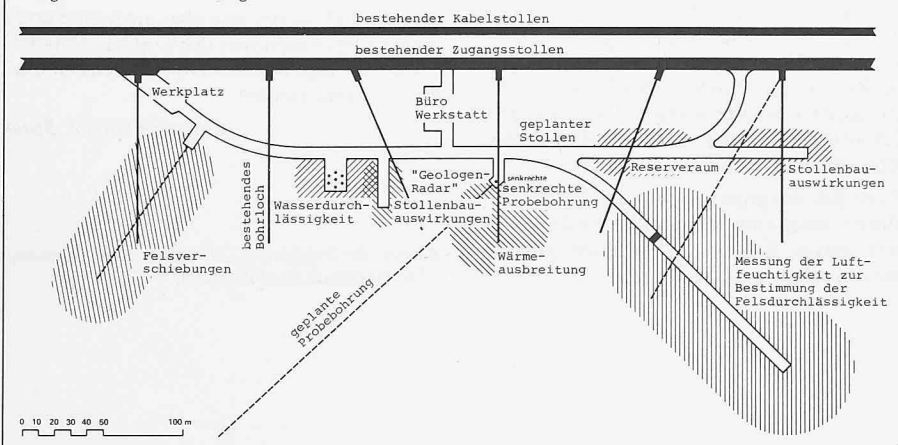 bestehender Kabelstollen
bestehender Zugangsstollen
Werkplatz
Büro
Werkstatt
geplanter
Stollen
bestehendes
Bohrloch
"Geologen-
Radar"
senkrechte
senkrechte
Probebohrung
Reserveraum
Stollenbau-
auswirkungen
Wasserdurch-
lässigkeit
Stollenbau-
auswirkungen
Felsver-
schiebungen
Wärme-
ausbreitung
Messung der Luft-
feuchtigkeit zur
Bestimmung der
Felsdurchlässigkeit
geplante
Probebohrung
0 10 20 30 40 50 100 m